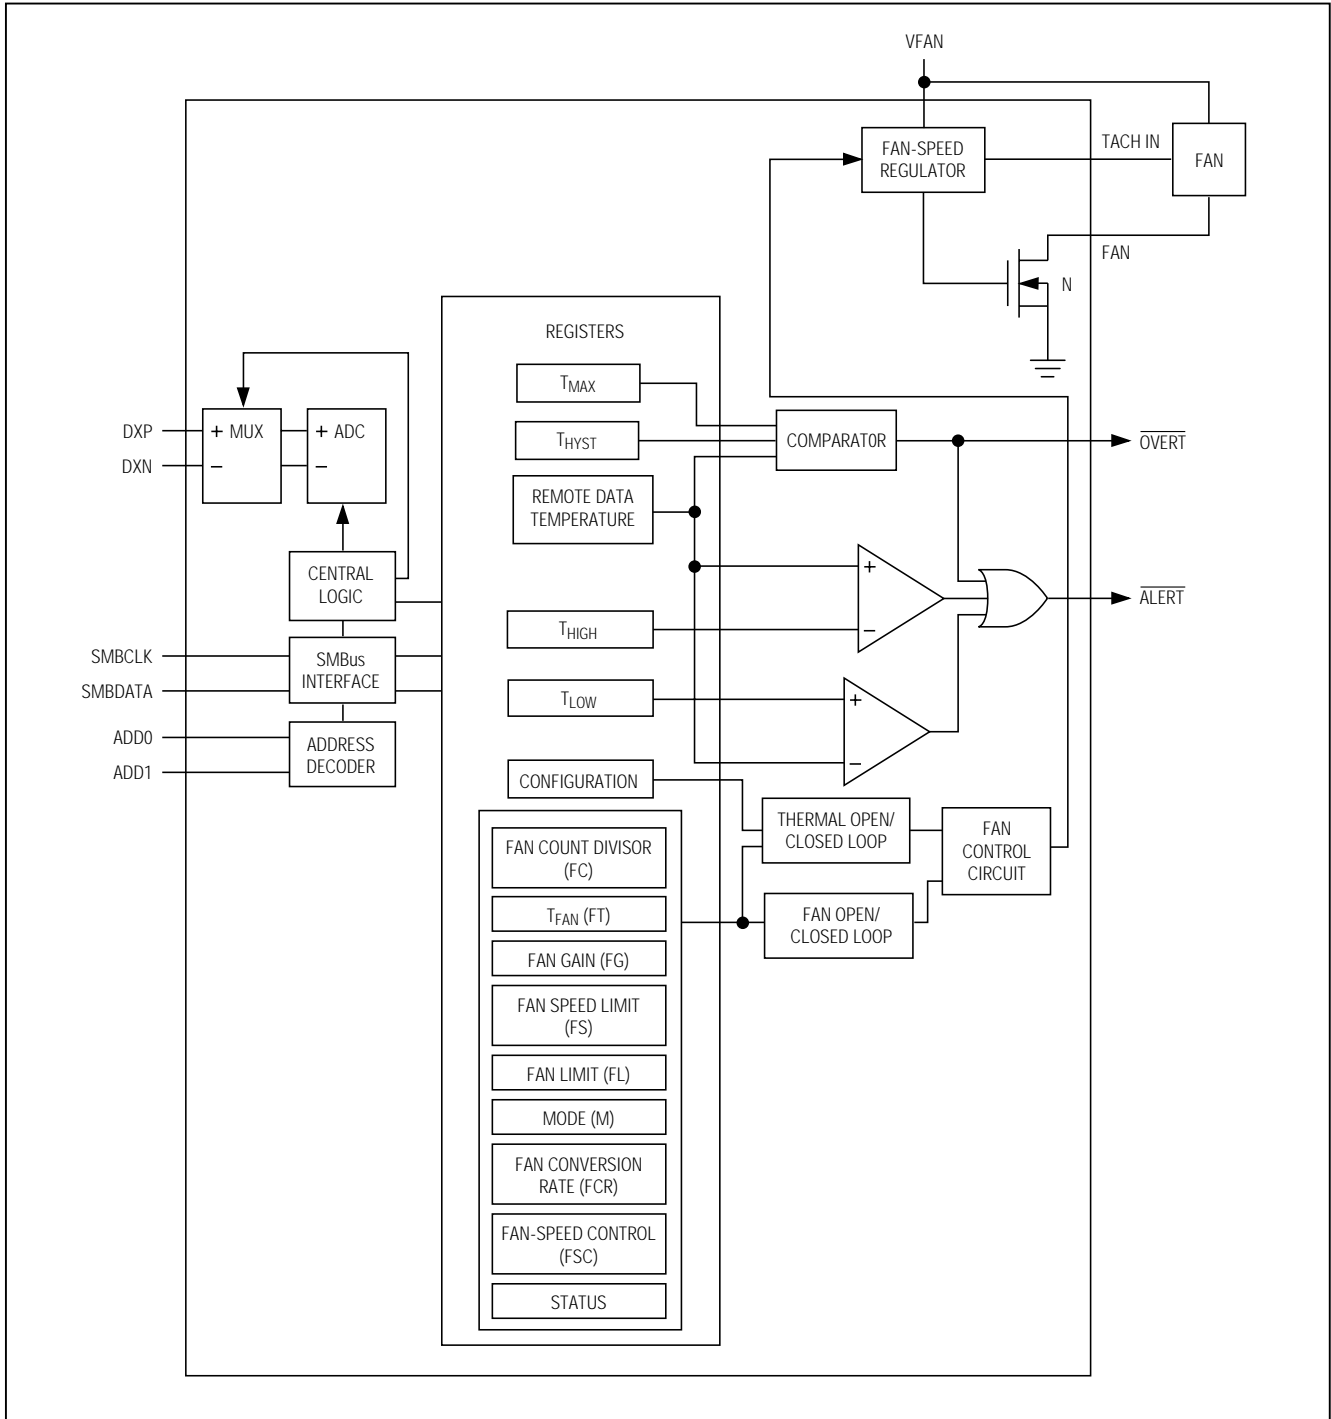 VFAN
FAN-SPEED
REGULATOR
TACH IN
FAN
FAN
N
REGISTERS
TMAX
THYST
REMOTE DATA
TEMPERATURE
COMPARATOR
OVERT
DXP
DXN
+ MUX
−
+ ADC
−
CENTRAL
LOGIC
+
−
ALERT
THIGH
SMBCLK
SMBDATA
SMBus
INTERFACE
TLOW
+
−
ADD0
ADD1
ADDRESS
DECODER
CONFIGURATION
THERMAL OPEN/
CLOSED LOOP
FAN
CONTROL
CIRCUIT
FAN OPEN/
CLOSED LOOP
FAN COUNT DIVISOR
(FC)
TFAN (FT)
FAN GAIN (FG)
FAN SPEED LIMIT
(FS)
FAN LIMIT (FL)
MODE (M)
FAN CONVERSION
RATE (FCR)
FAN-SPEED CONTROL
(FSC)
STATUS